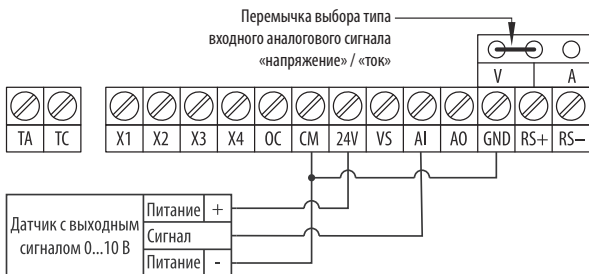 Перемычка выбора типа
входного аналогового сигнала
«напряжение» / «ток»
V A
TA TC X1 X2 X3 X4 OC CM 24V VS AI AO GND RS+ RS−
Датчик с выходным
сигналом 0...10 В
Питание +
Сигнал
Питание -